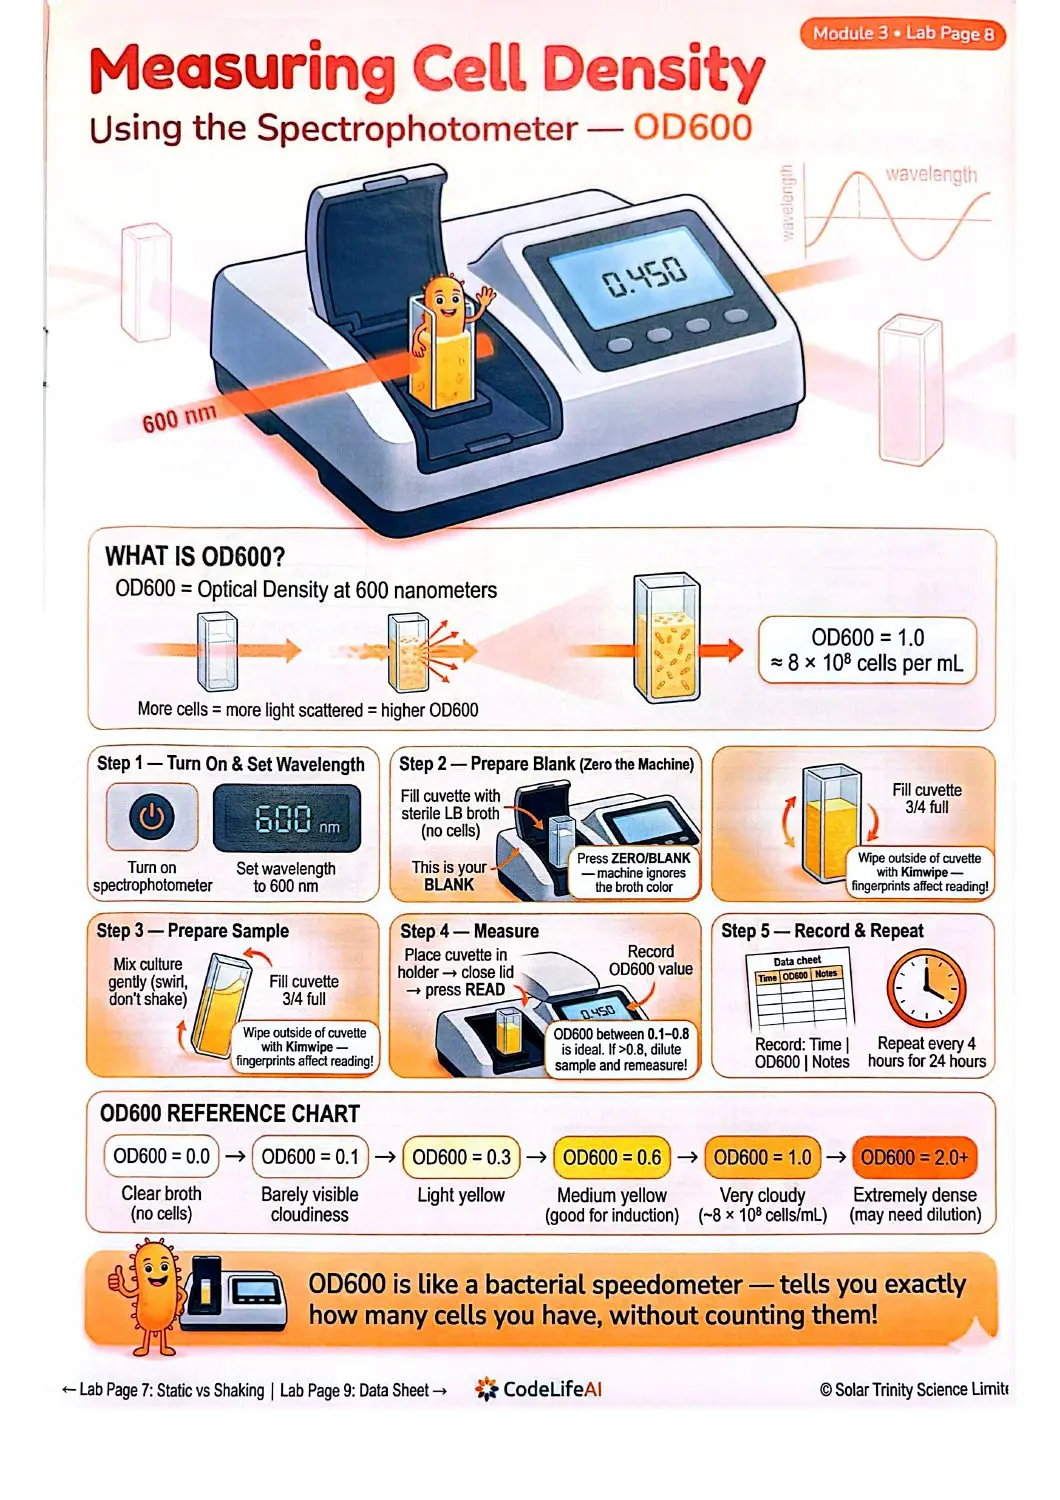 Module 3 • Lab Page 8
Measuring Cell Density
Using the Spectrophotometer — OD600
wavelength
wavelength
0.450
600 nm
WHAT IS OD600?
OD600 = Optical Density at 600 nanometers
More cells = more light scattered = higher OD600
OD600 = 1.0
≈ 8 × 10⁸ cells per mL
Step 1 — Turn On & Set Wavelength
600 nm
Turn on
spectrophotometer
Set wavelength
to 600 nm
Step 2 — Prepare Blank (Zero the Machine)
Fill cuvette with
sterile LB broth
(no cells)
This is your
BLANK
Press ZERO/BLANK
— machine ignores
the broth color
Fill cuvette
3/4 full
Wipe outside of cuvette
with Kimwipe —
fingerprints affect reading!
Step 3 — Prepare Sample
Mix culture
gently (swirl,
don't shake)
Fill cuvette
3/4 full
Wipe outside of cuvette
with Kimwipe —
fingerprints affect reading!
Step 4 — Measure
Place cuvette in
holder → close lid
→ press READ
Record
OD600 value
0.450
OD600 between 0.1–0.8
is ideal. If >0.8, dilute
sample and remeasure!
Step 5 — Record & Repeat
Data cheet
Time OD600 Notes
Record: Time |
OD600 | Notes
Repeat every 4
hours for 24 hours
OD600 REFERENCE CHART
OD600 = 0.0 → OD600 = 0.1 → OD600 = 0.3 → OD600 = 0.6 → OD600 = 1.0 → OD600 = 2.0+
Clear broth
(no cells)
Barely visible
cloudiness
Light yellow
Medium yellow
(good for induction)
Very cloudy
(~8 × 10⁸ cells/mL)
Extremely dense
(may need dilution)
OD600 is like a bacterial speedometer — tells you exactly
how many cells you have, without counting them!
← Lab Page 7: Static vs Shaking | Lab Page 9: Data Sheet →
CodeLifeAI
© Solar Trinity Science Limit